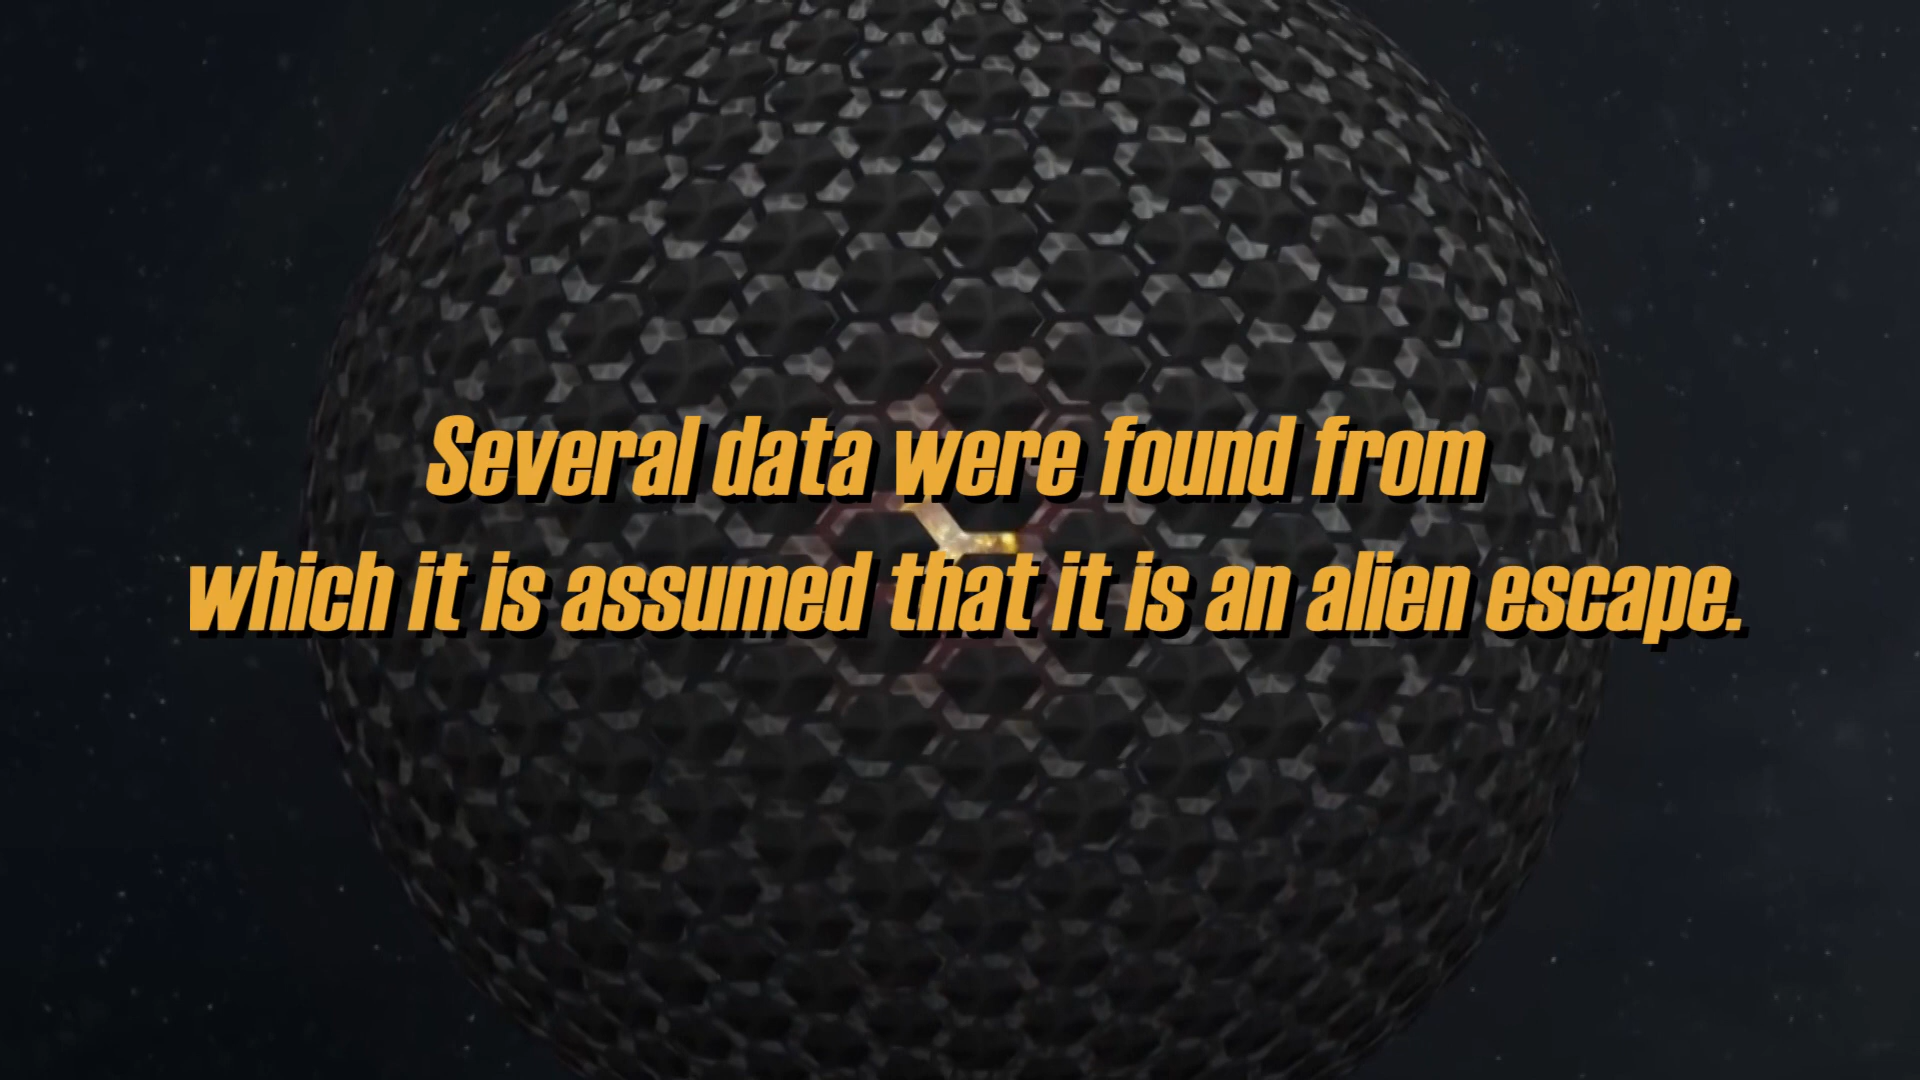 Several data were found from
which it is assumed that it is an alien escape.